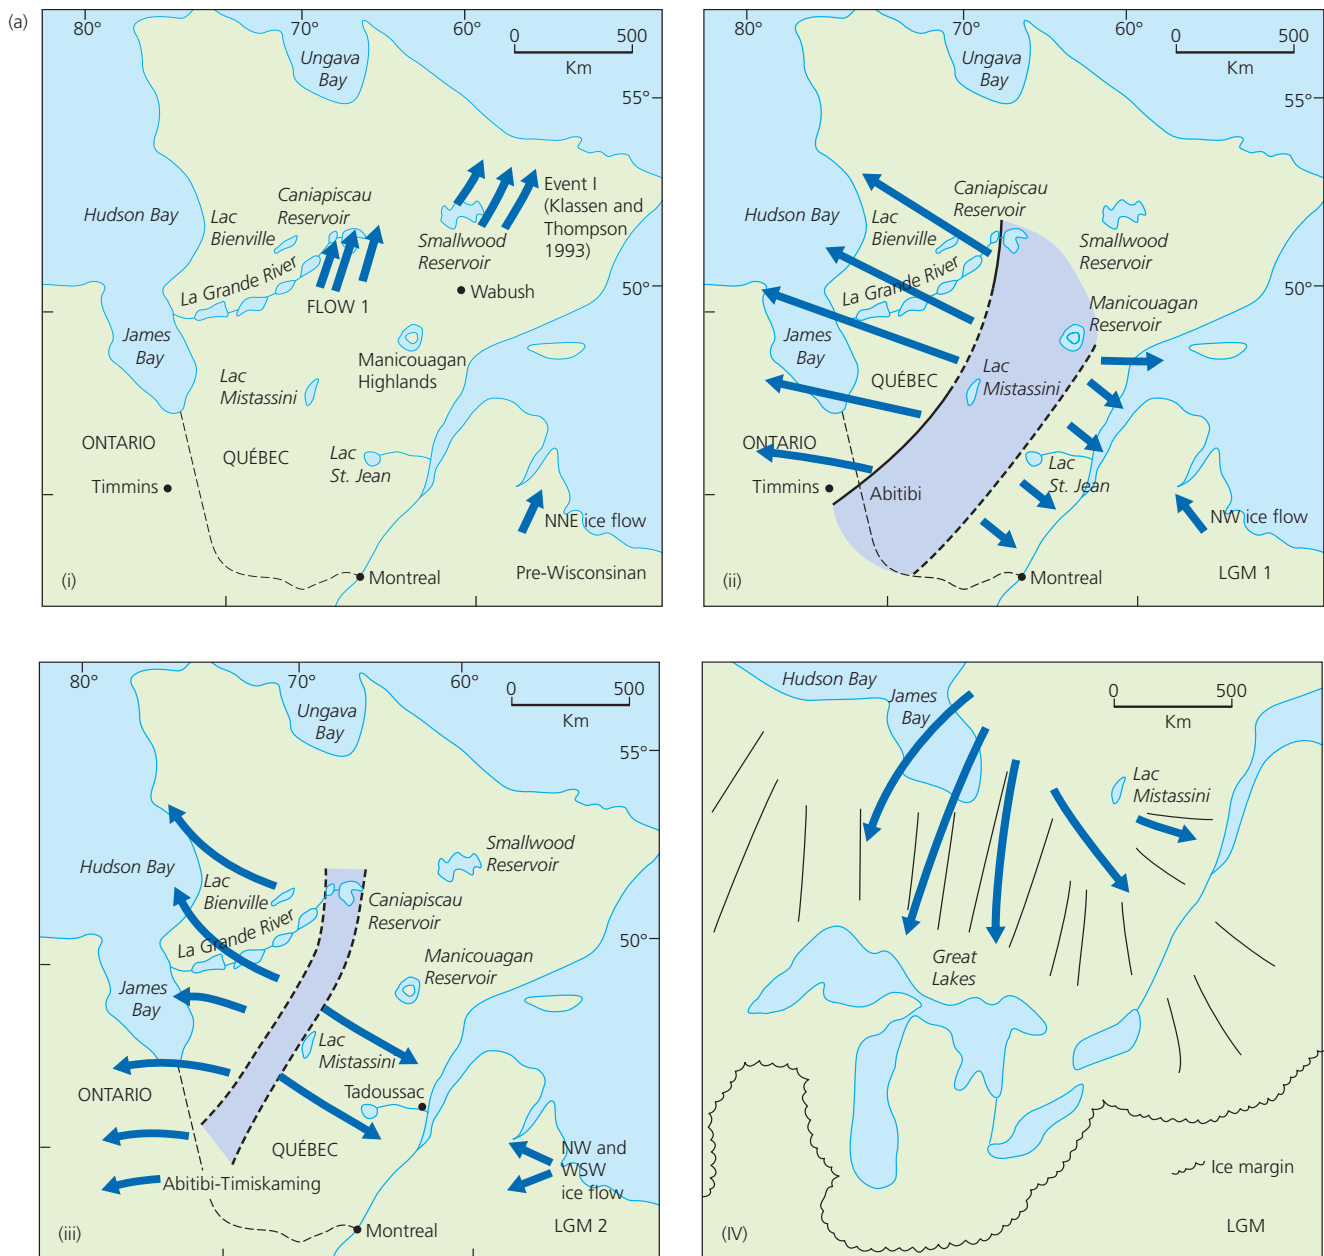 (a)
80°
70°
60°
0
500
Km
Ungava
Bay
55°
Hudson Bay
Lac
Bienville
Caniapiscau
Reservoir
Event I
(Klassen and
Thompson
1993)
Smallwood
Reservoir
La Grande River
FLOW 1
Wabush
50°
James
Bay
Manicouagan
Highlands
Lac
Mistassini
ONTARIO
QUÉBEC
Lac
St. Jean
Timmins
NNE ice flow
Montreal
Pre-Wisconsinan
(i)
70°
60°
0
500
Km
Ungava
Bay
55°
Hudson Bay
Lac
Bienville
Caniapiscau
Reservoir
Smallwood
Reservoir
La Grande River
50°
Manicouagan
Reservoir
James
Bay
QUÉBEC
Lac
Mistassini
ONTARIO
Timmins
Abitibi
Lac
St. Jean
NW ice flow
Montreal
LGM 1
(ii)
80°
70°
60°
0
500
Km
Ungava
Bay
55°
Hudson Bay
Lac
Bienville
Smallwood
Reservoir
Caniapiscau
Reservoir
La Grande River
50°
Manicouagan
Reservoir
James
Bay
Lac
Mistassini
Tadoussac
ONTARIO
QUÉBEC
NW and
WSW
ice flow
Abitibi-Timiskaming
Montreal
LGM 2
(iii)
Hudson Bay
James
Bay
0
500
Km
Lac
Mistassini
Great
Lakes
Ice margin
LGM
(IV)